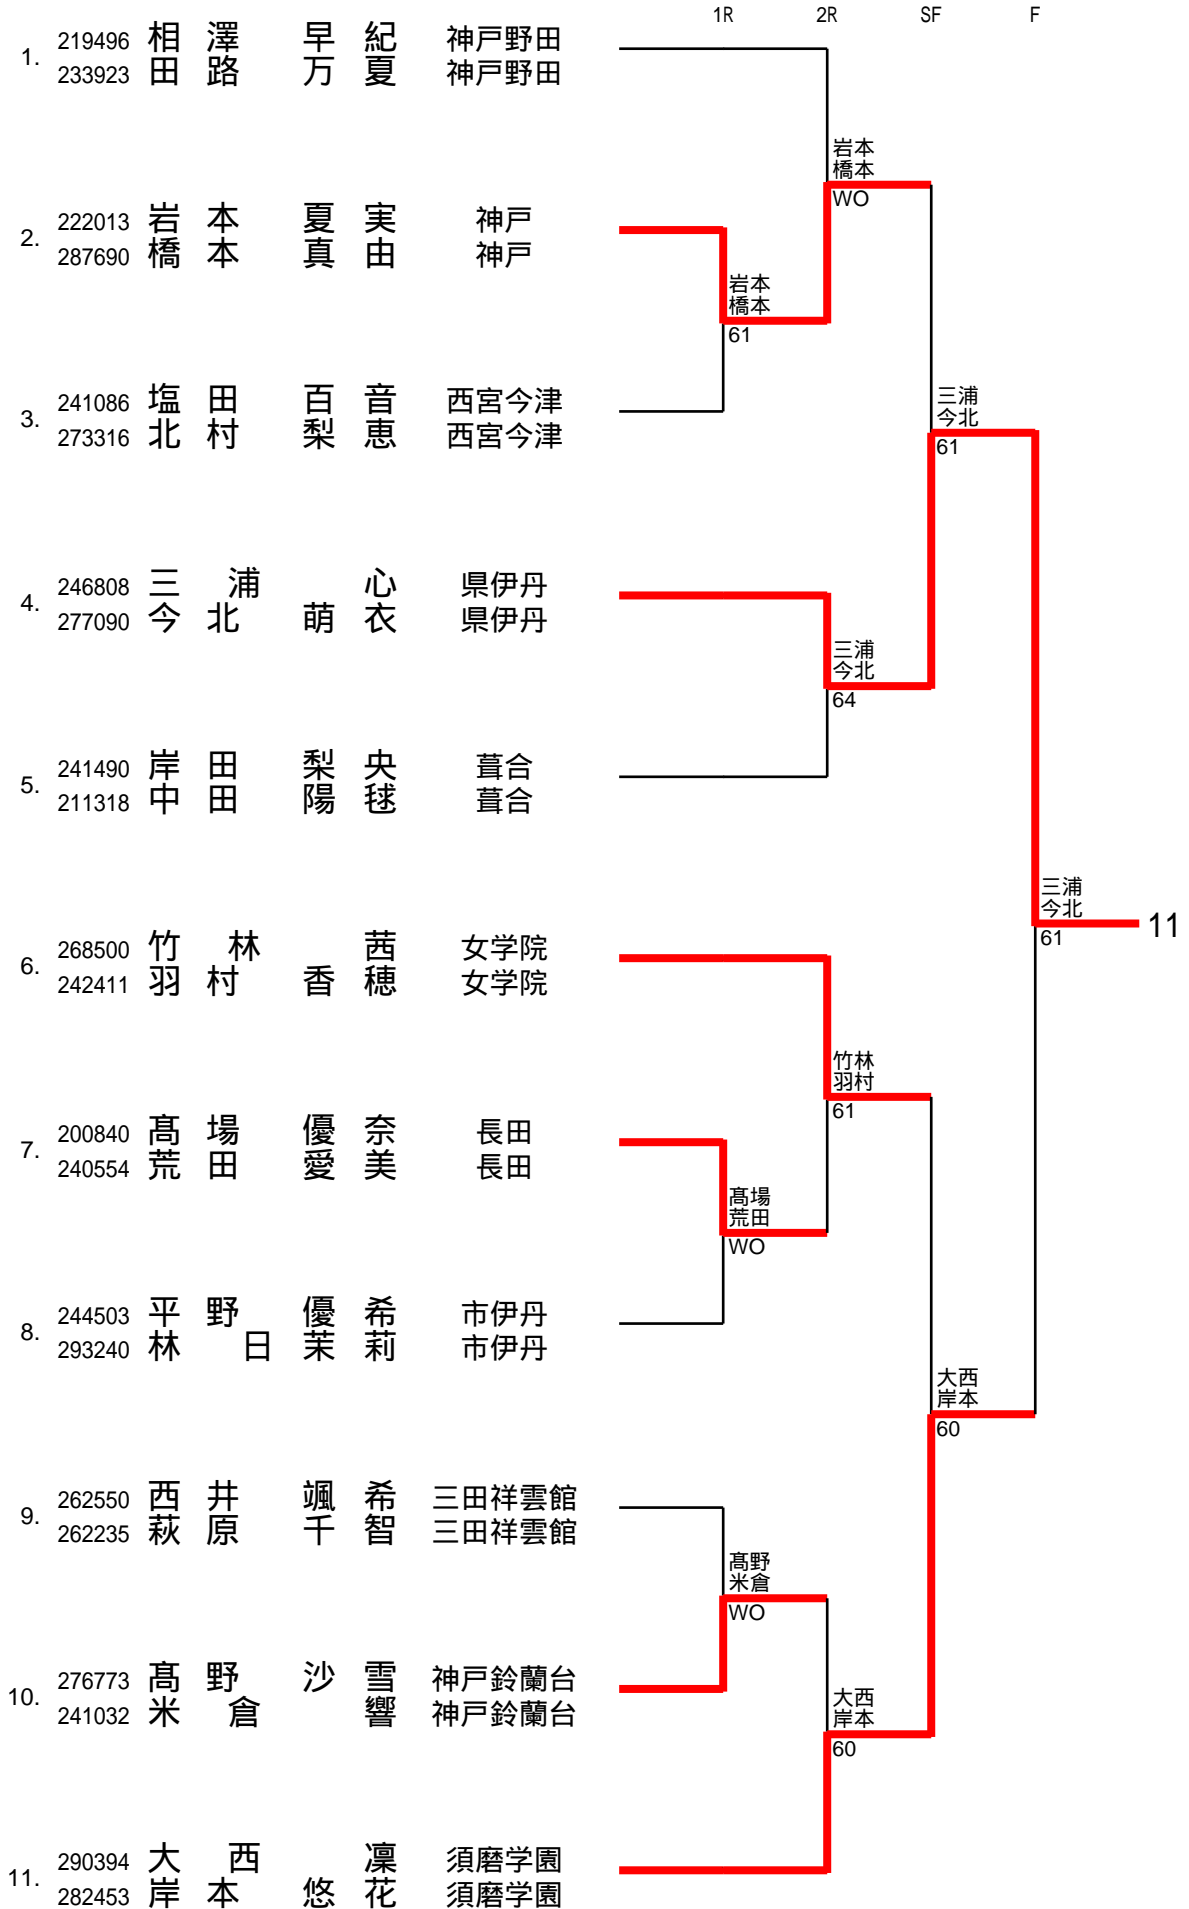 1R 2R SF F
1. 219496 相澤 早紀 神戸野田
233923 田路 万夏 神戸野田
岩本
橋本
WO
2. 222013 岩本 夏実 神戸
287690 橋本 真由 神戸
岩本
橋本
61
3. 241086 塩田 百音 西宮今津
273316 北村 梨恵 西宮今津
三浦
今北
61
4. 246808 三浦 心 県伊丹
277090 今北 萌衣 県伊丹
三浦
今北
64
5. 241490 岸田 梨央 葺合
211318 中田 陽毬 葺合
三浦
今北
61
11
6. 268500 竹林 茜 女学院
242411 羽村 香穂 女学院
竹林
羽村
61
7. 200840 髙場 優奈 長田
240554 荒田 愛美 長田
髙場
荒田
WO
8. 244503 平野 優希 市伊丹
293240 林 日茉莉 市伊丹
大西
岸本
60
9. 262550 西井 颯希 三田祥雲館
262235 萩原 千智 三田祥雲館
髙野
米倉
WO
10. 276773 髙野 沙雪 神戸鈴蘭台
241032 米倉 響 神戸鈴蘭台
大西
岸本
60
11. 290394 大西 凜 須磨学園
282453 岸本 悠花 須磨学園